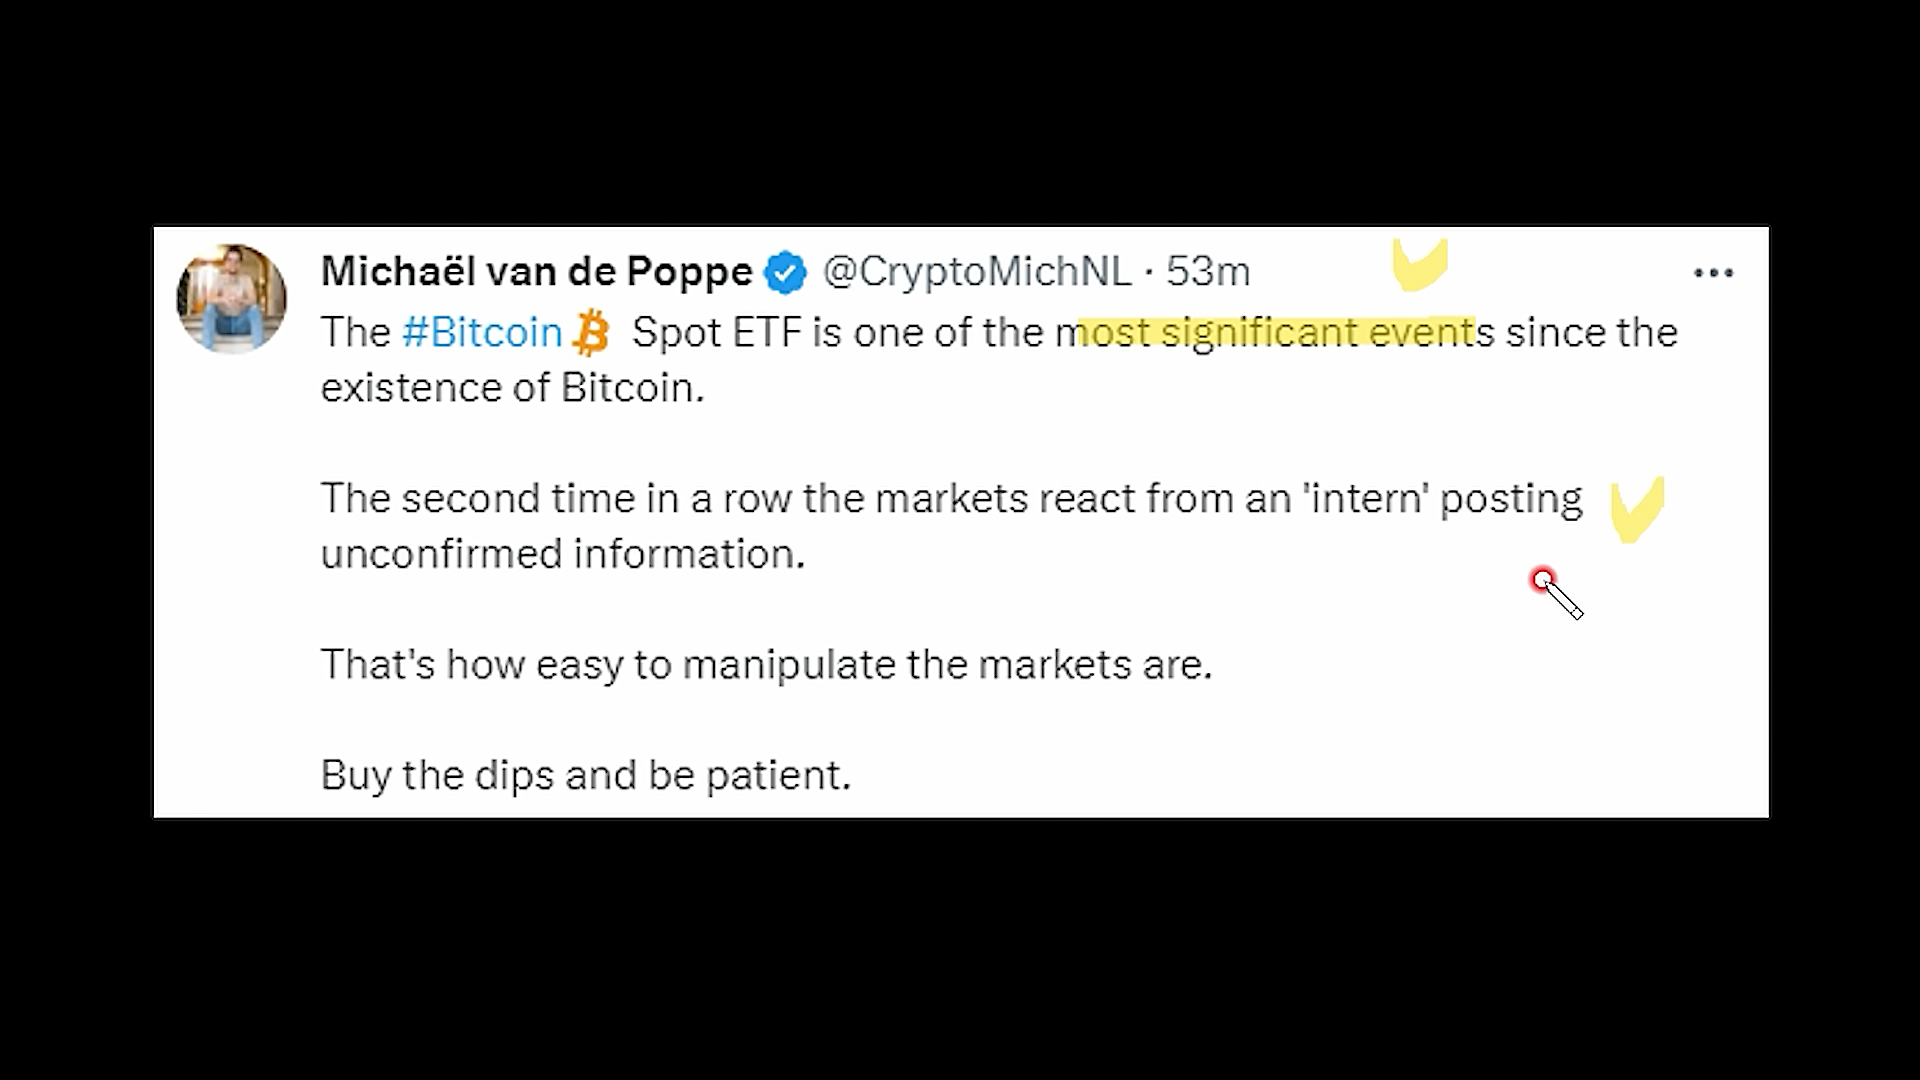 Michaël van de Poppe @CryptoMichNL · 53m
The #Bitcoin Spot ETF is one of the most significant events since the
existence of Bitcoin.
The second time in a row the markets react from an 'intern' posting
unconfirmed information.
That's how easy to manipulate the markets are.
Buy the dips and be patient.